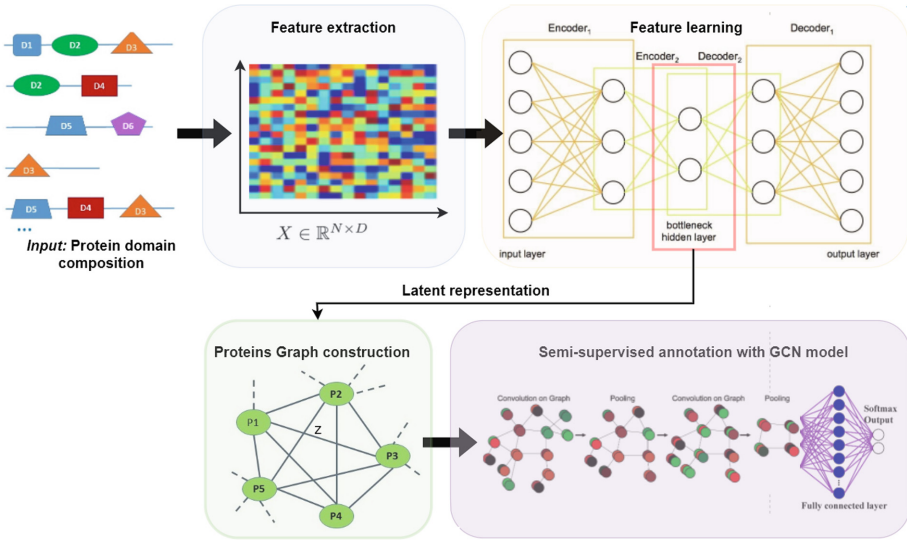 D1 D2 D3
D2 D4
D5 D6
D3
D5 D4 D3
...
Input: Protein domain
composition
Feature extraction
X ∈ ℝ^{N×D}
Feature learning
Encoder₁
Decoder₁
Encoder₂ Decoder₂
bottleneck
hidden layer
input layer
output layer
Latent representation
Proteins Graph construction
P2
P1
Z
P3
P5
P4
Semi-supervised annotation with GCN model
Convolution on Graph
Pooling
Convolution on Graph
Pooling
Softmax
Output
Fully connected layer